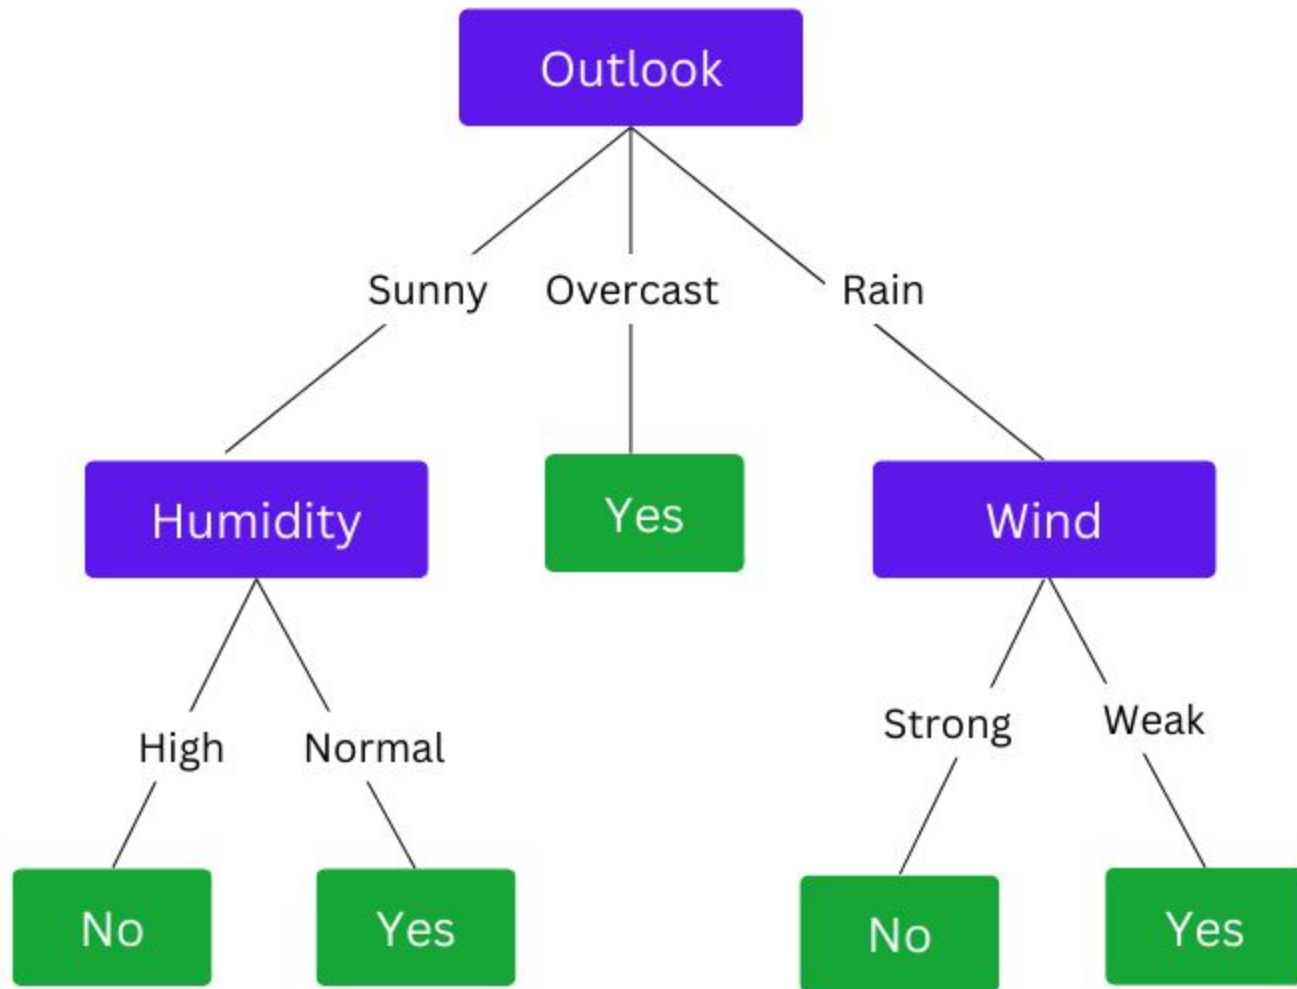 Outlook
Sunny Overcast Rain
Humidity Yes Wind
High Normal Strong Weak
No Yes No Yes